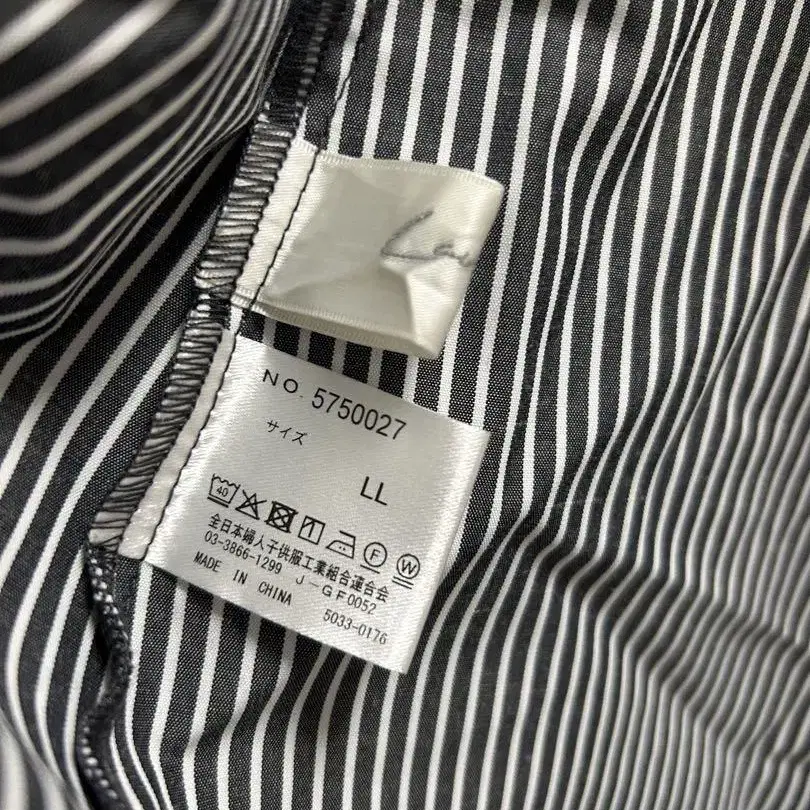 NO. 5750027
サイズ
LL
40
F
W
全日本婦人子供服工業組合連合会
03-3866-1299 J-GF0052
MADE IN CHINA
5033-0176